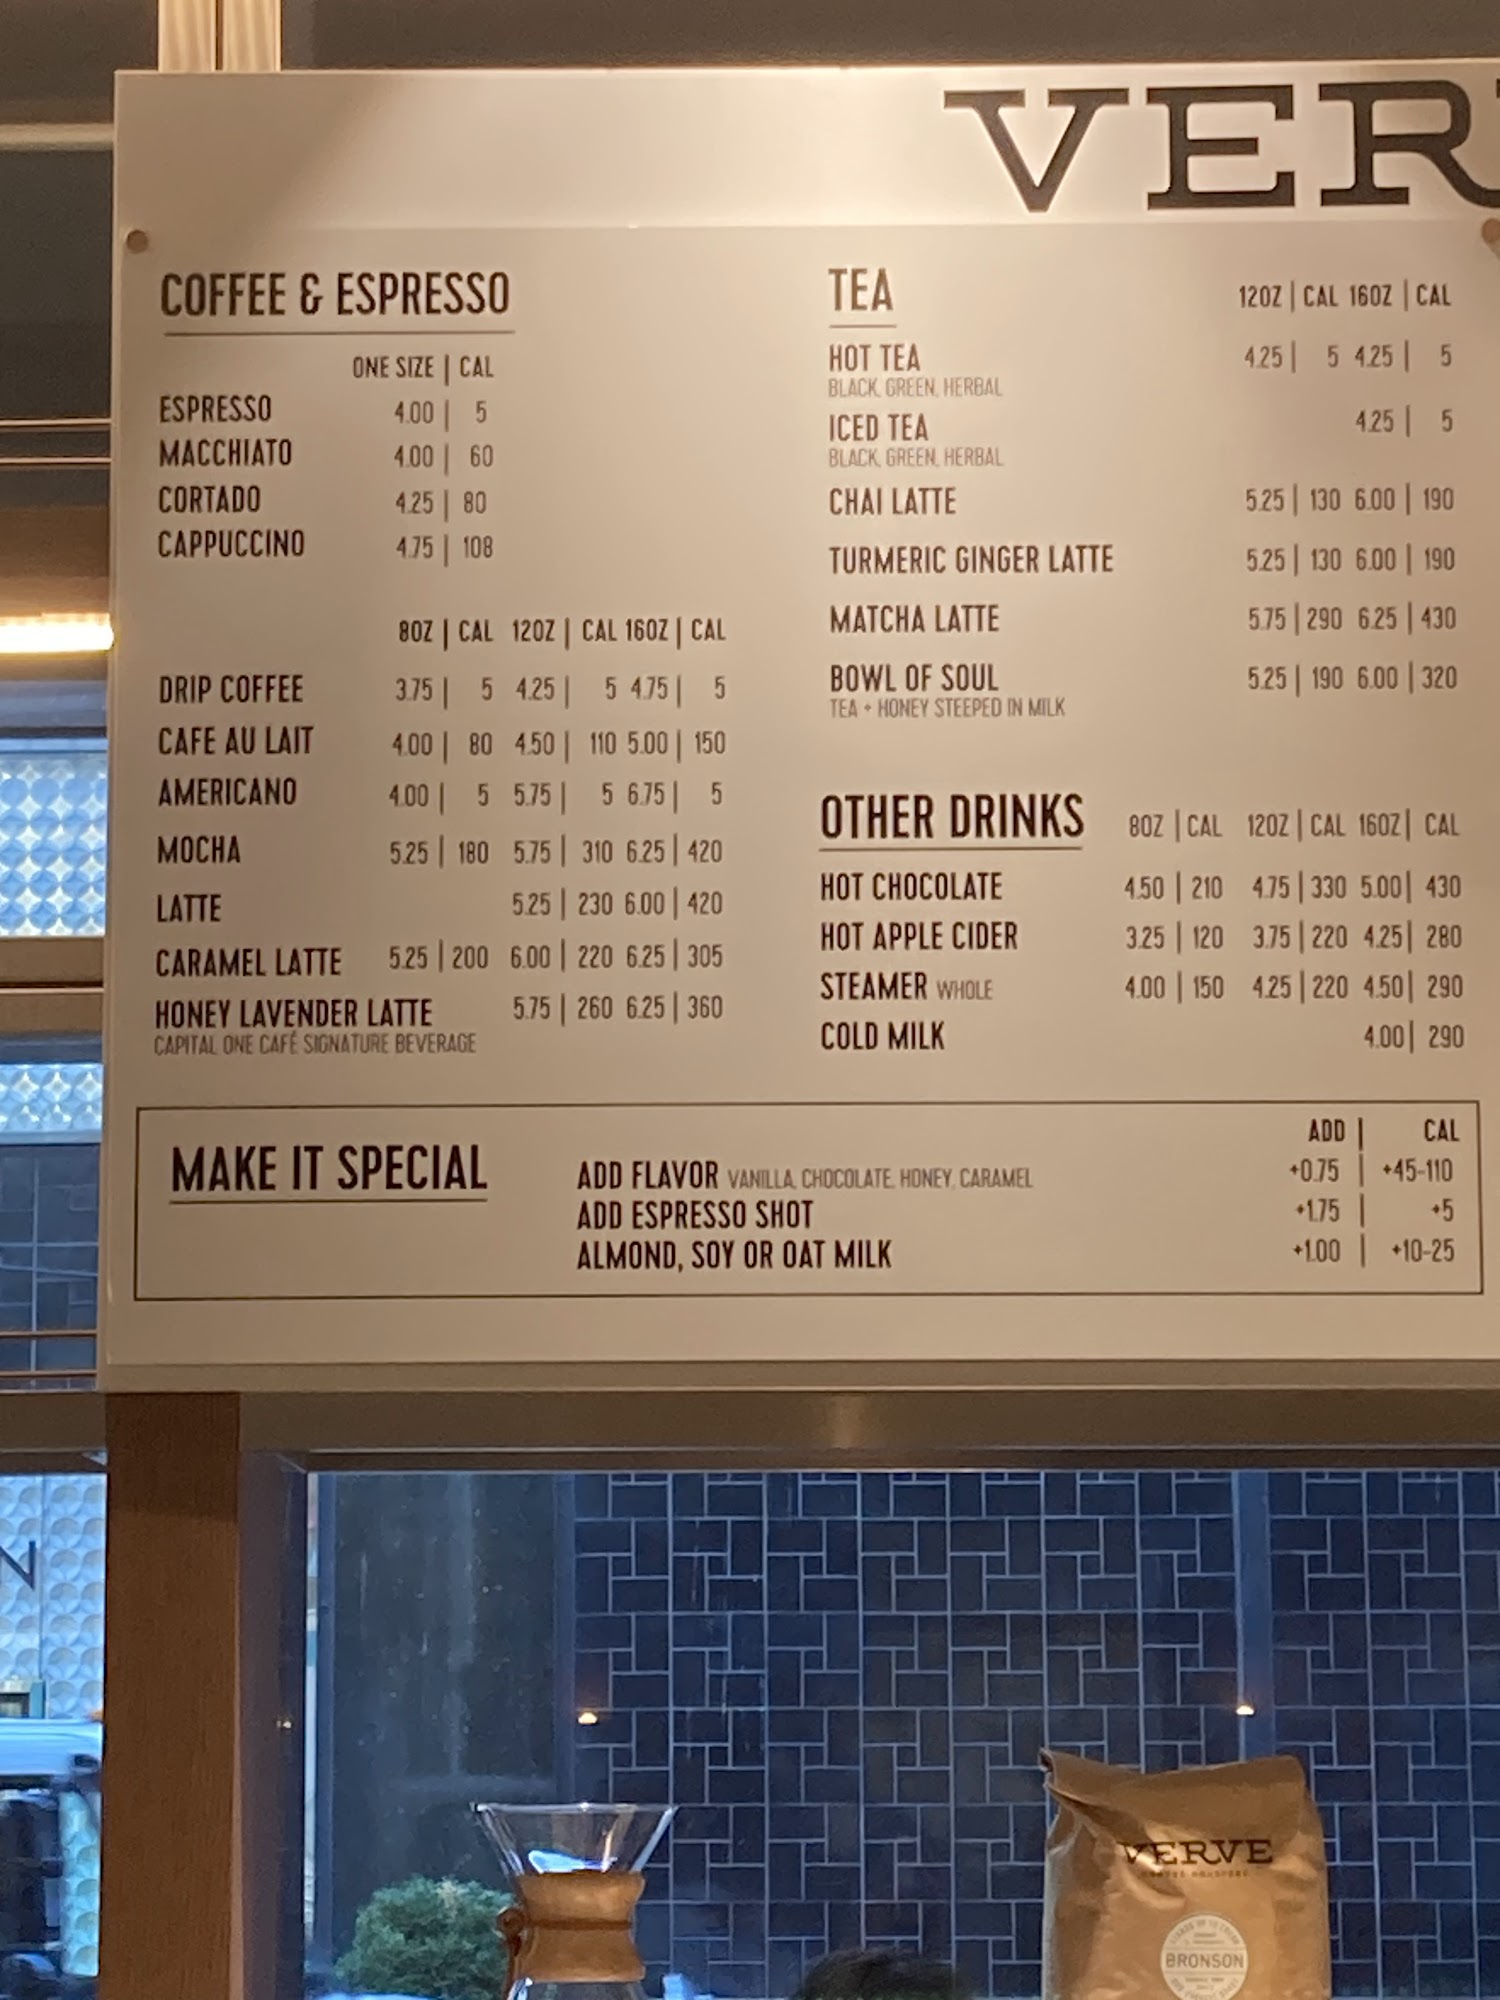 VER
COFFEE & ESPRESSO
ONE SIZE | CAL
ESPRESSO 4.00 | 5
MACCHIATO 4.00 | 60
CORTADO 4.25 | 80
CAPPUCCINO 4.75 | 108
8OZ | CAL 12OZ | CAL 16OZ | CAL
DRIP COFFEE 3.75 | 5 4.25 | 5 4.75 | 5
CAFE AU LAIT 4.00 | 80 4.50 | 110 5.00 | 150
AMERICANO 4.00 | 5 5.75 | 5 6.75 | 5
MOCHA 5.25 | 180 5.75 | 310 6.25 | 420
LATTE 5.25 | 230 6.00 | 420
CARAMEL LATTE 5.25 | 200 6.00 | 220 6.25 | 305
HONEY LAVENDER LATTE 5.75 | 260 6.25 | 360
CAPITAL ONE CAFÉ SIGNATURE BEVERAGE
TEA 12OZ | CAL 16OZ | CAL
HOT TEA 4.25 | 5 4.25 | 5
BLACK, GREEN, HERBAL
ICED TEA 4.25 | 5
BLACK, GREEN, HERBAL
CHAI LATTE 5.25 | 130 6.00 | 190
TURMERIC GINGER LATTE 5.25 | 130 6.00 | 190
MATCHA LATTE 5.75 | 290 6.25 | 430
BOWL OF SOUL 5.25 | 190 6.00 | 320
TEA + HONEY STEEPED IN MILK
OTHER DRINKS 8OZ | CAL 12OZ | CAL 16OZ | CAL
HOT CHOCOLATE 4.50 | 210 4.75 | 330 5.00 | 430
HOT APPLE CIDER 3.25 | 120 3.75 | 220 4.25 | 280
STEAMER WHOLE 4.00 | 150 4.25 | 220 4.50 | 290
COLD MILK 4.00 | 290
MAKE IT SPECIAL
ADD | CAL
ADD FLAVOR VANILLA, CHOCOLATE, HONEY, CARAMEL +0.75 | +45-110
ADD ESPRESSO SHOT +1.75 | +5
ALMOND, SOY OR OAT MILK +1.00 | +10-25
N
VERVE
COFFEE ROASTERS
BRONSON